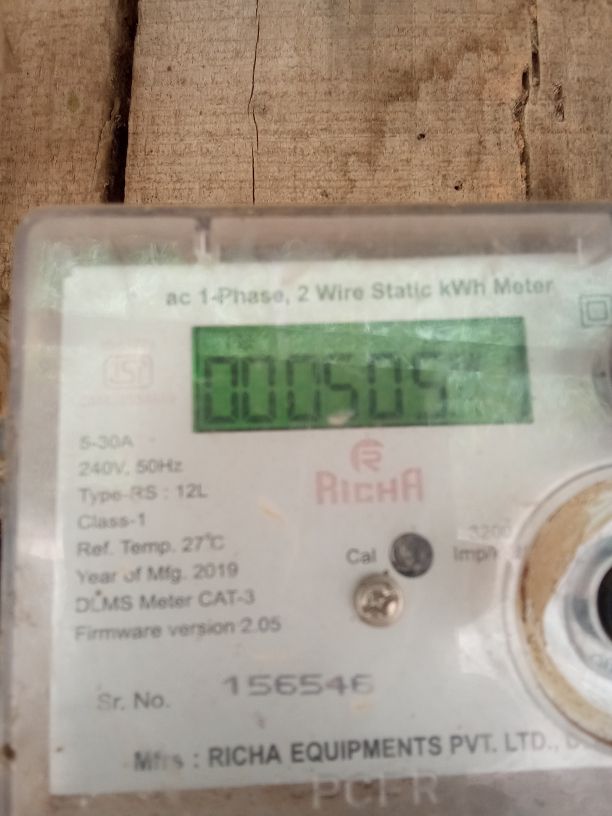 ac 1-Phase, 2 Wire Static kWh Meter
000505
5-30A
240V, 50Hz
RICHA
Type-RS : 12L
Class-1
Ref. Temp. 27°C
Cal
3200
Imp/k
Year of Mfg. 2019
DLMS Meter CAT-3
Firmware version 2.05
Sr. No. 156546
Mfrs : RICHA EQUIPMENTS PVT. LTD.,